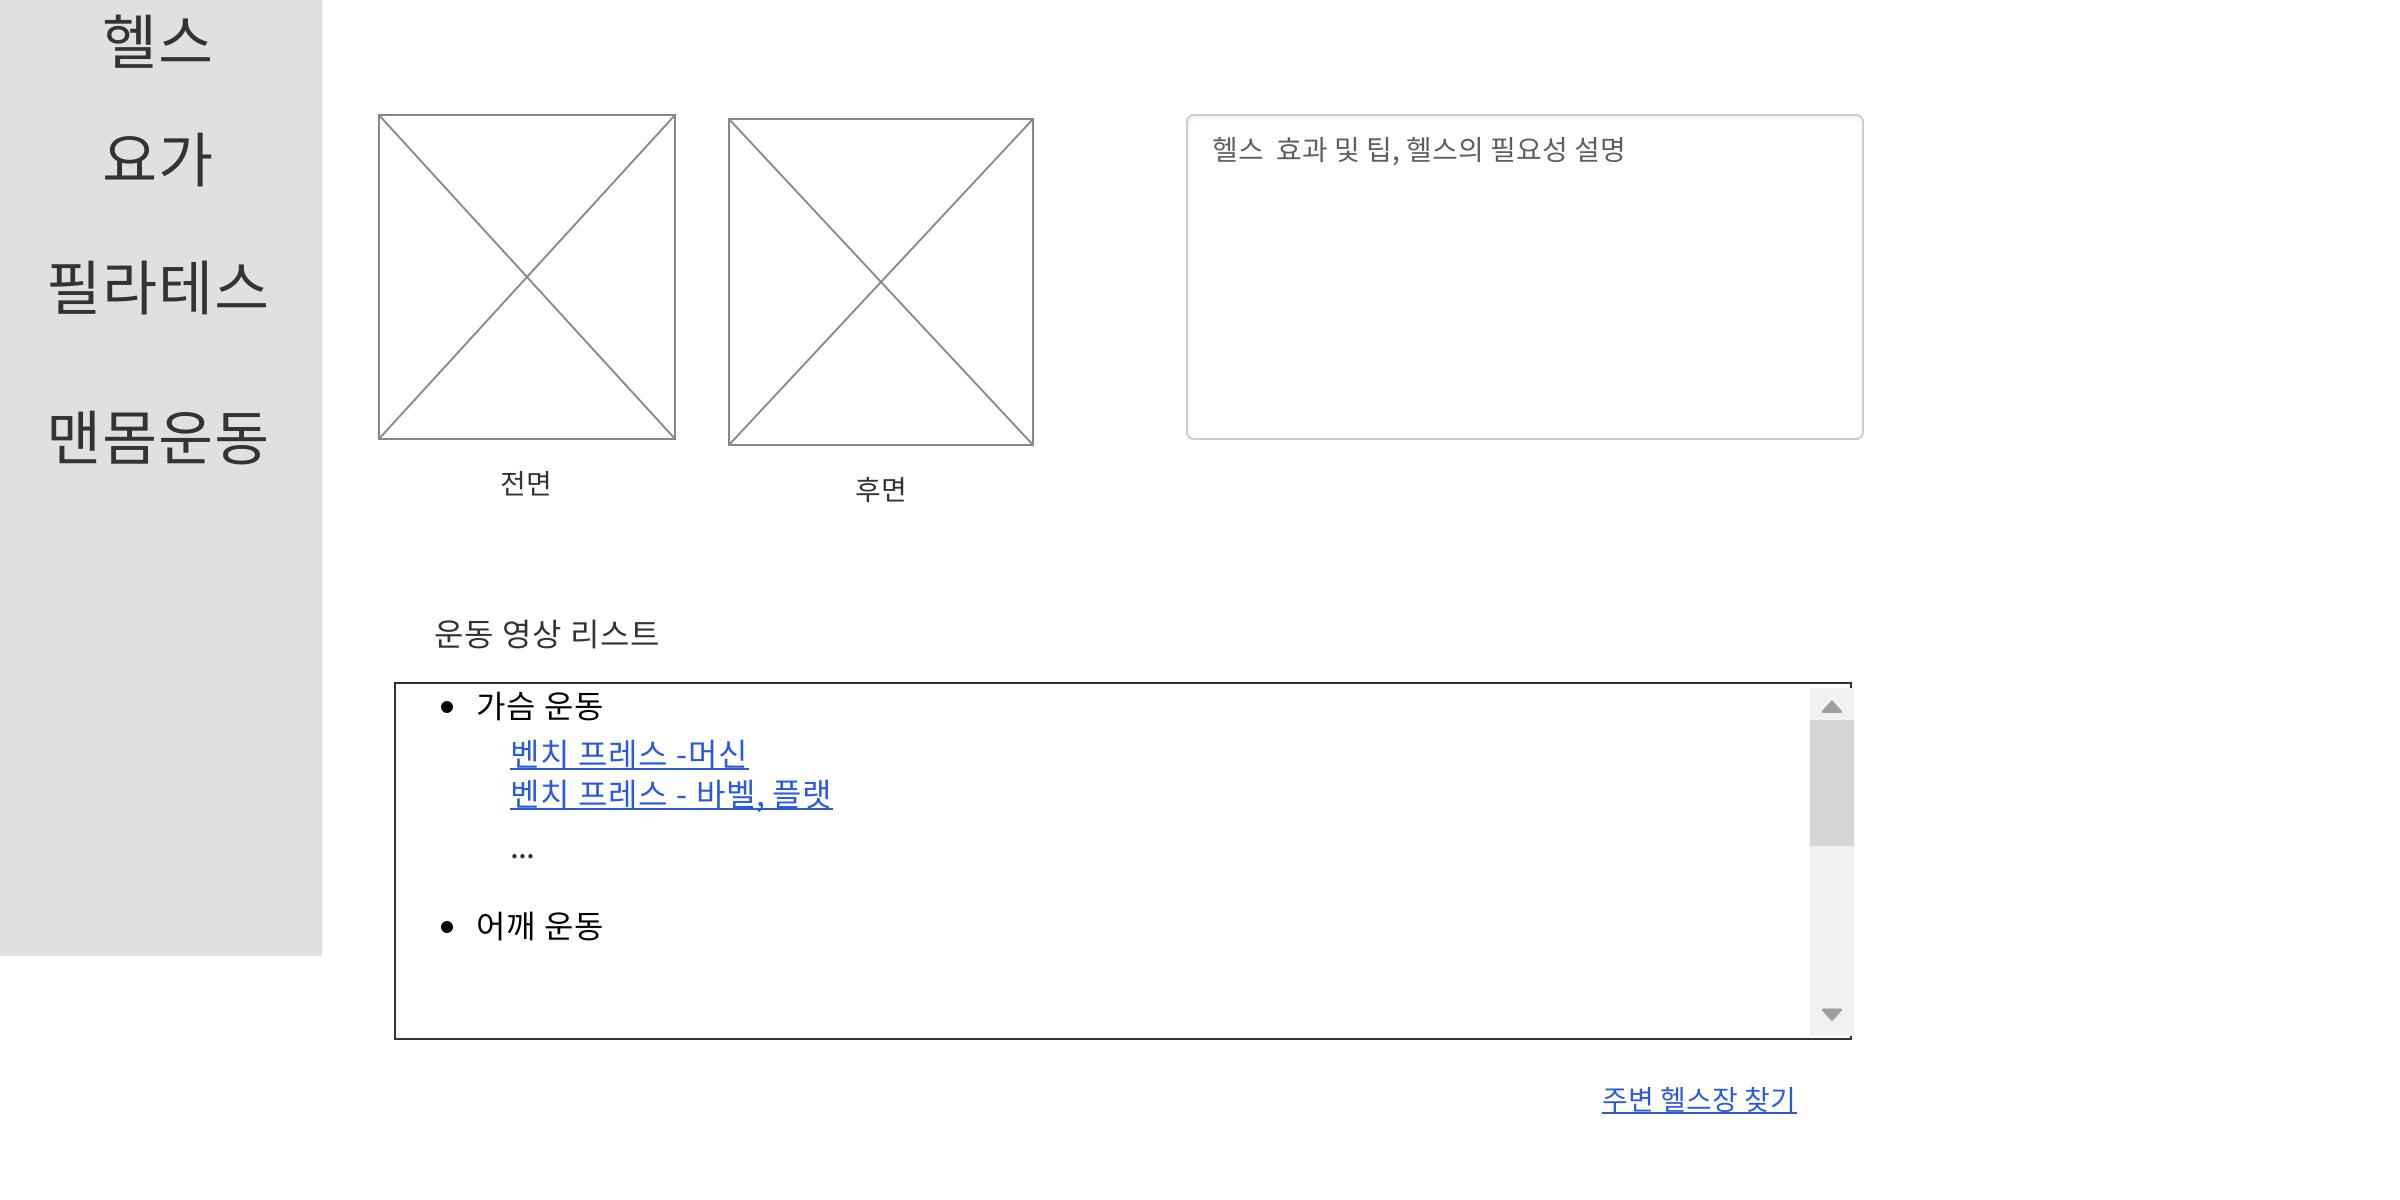 헬스
요가
필라테스
맨몸운동
헬스  효과 및 팁, 헬스의 필요성 설명
전면
후면
운동 영상 리스트
가슴 운동
벤치 프레스 -머신
벤치 프레스 - 바벨, 플랫
...
어깨 운동
주변 헬스장 찾기